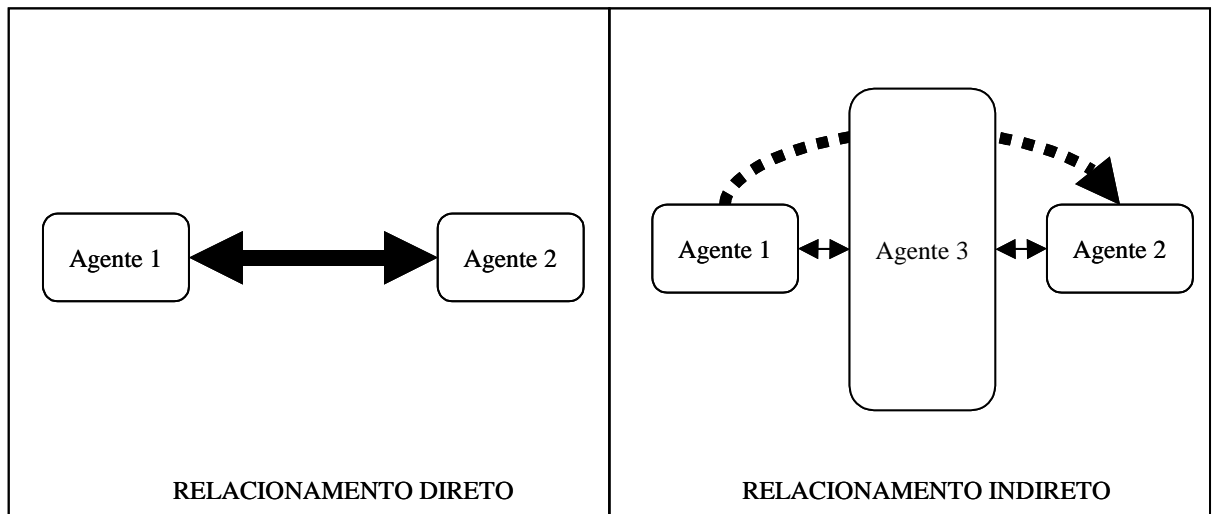 Agente 1
Agente 2
RELACIONAMENTO DIRETO
Agente 1
Agente 3
Agente 2
RELACIONAMENTO INDIRETO